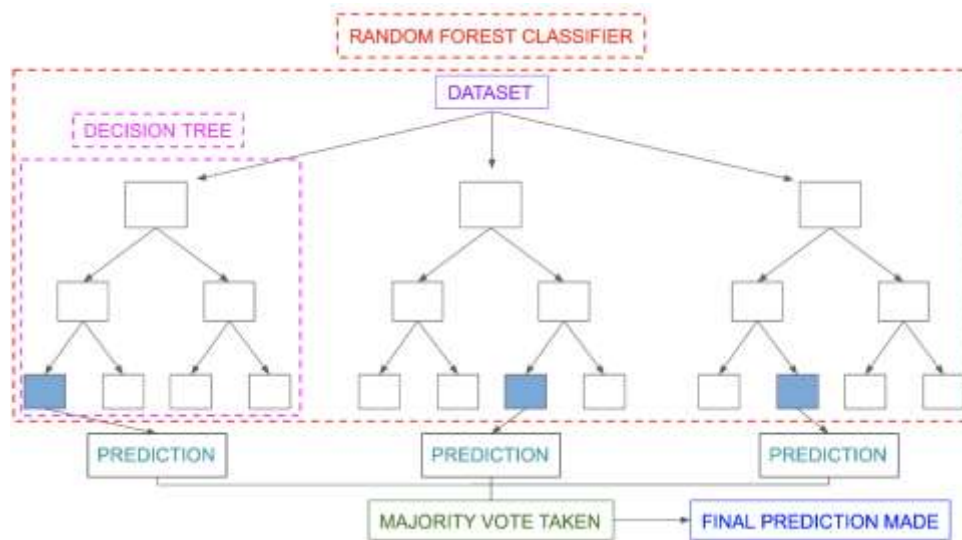 RANDOM FOREST CLASSIFIER
DATASET
DECISION TREE
PREDICTION
PREDICTION
PREDICTION
MAJORITY VOTE TAKEN
FINAL PREDICTION MADE